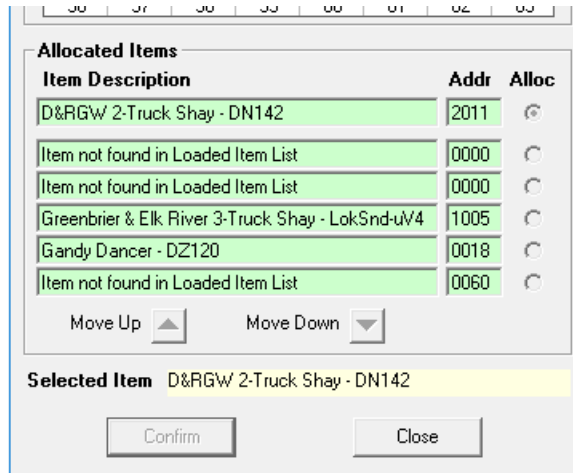 Allocated Items
Item Description Addr Alloc
D&RGW 2-Truck Shay - DN142 2011
Item not found in Loaded Item List 0000
Item not found in Loaded Item List 0000
Greenbrier & Elk River 3-Truck Shay - LokSnd-uV4 1005
Gandy Dancer - DZ120 0018
Item not found in Loaded Item List 0060
Move Up Move Down
Selected Item D&RGW 2-Truck Shay - DN142
Confirm Close